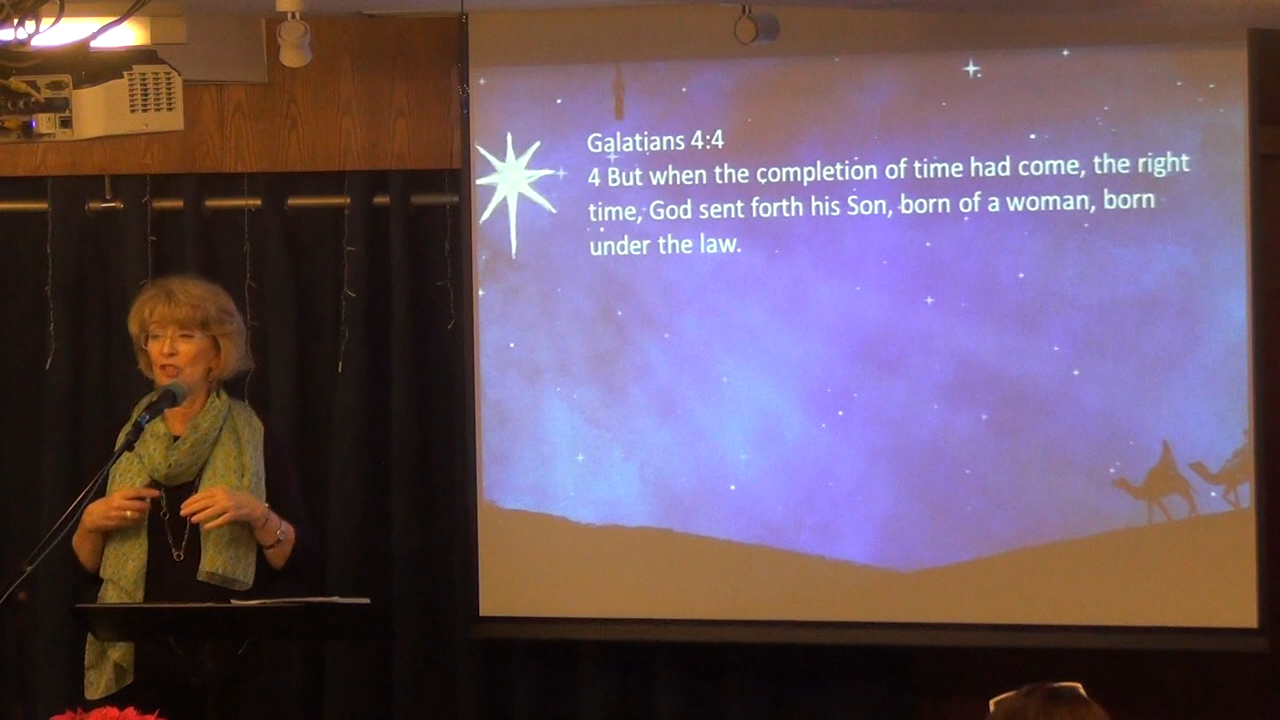 Galatians 4:4
4 But when the completion of time had come, the right
time, God sent forth his Son, born of a woman, born
under the law.